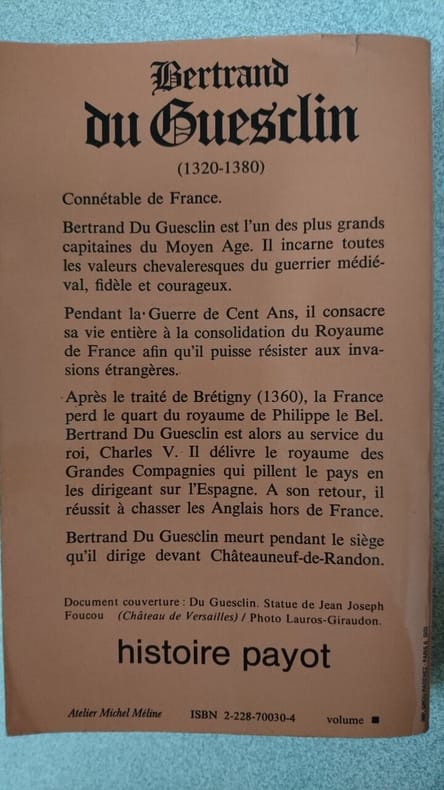 Bertrand
du Guesclin
(1320-1380)
Connétable de France.
Bertrand Du Guesclin est l'un des plus grands
capitaines du Moyen Age. Il incarne toutes
les valeurs chevaleresques du guerrier médié-
val, fidèle et courageux.
Pendant la Guerre de Cent Ans, il consacre
sa vie entière à la consolidation du Royaume
de France afin qu'il puisse résister aux inva-
sions étrangères.
Après le traité de Brétigny (1360), la France
perd le quart du royaume de Philippe le Bel.
Bertrand Du Guesclin est alors au service du
roi, Charles V. Il délivre le royaume des
Grandes Compagnies qui pillent le pays en
les dirigeant sur l'Espagne. A son retour, il
réussit à chasser les Anglais hors de France.
Bertrand Du Guesclin meurt pendant le siège
qu'il dirige devant Châteauneuf-de-Randon.
Document couverture : Du Guesclin. Statue de Jean Joseph
Foucou (Château de Versailles) / Photo Lauros-Giraudon.
histoire payot
Atelier Michel Méline ISBN 2-228-70030-4 volume ■